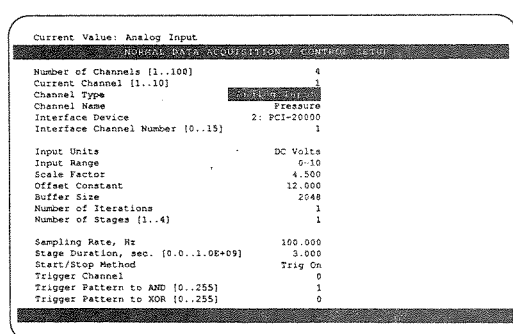 Current Value: Analog Input
NORMAL DATA ACQUISITION / CONTROL SETUP
Number of Channels [1..100] 4
Current Channel [1..10] 1
Channel Type Analog Input
Channel Name Pressure
Interface Device 2: PCI-20000
Interface Channel Number [0..15] 1
Input Units DC Volts
Input Range 0-10
Scale Factor 4.500
Offset Constant 12.000
Buffer Size 2048
Number of Iterations 1
Number of Stages [1..4] 1
Sampling Rate, Hz 100.000
Stage Duration, sec. [0.0..1.0E+09] 3.000
Start/Stop Method Trig On
Trigger Channel 0
Trigger Pattern to AND [0..255] 1
Trigger Pattern to XOR [0..255] 0